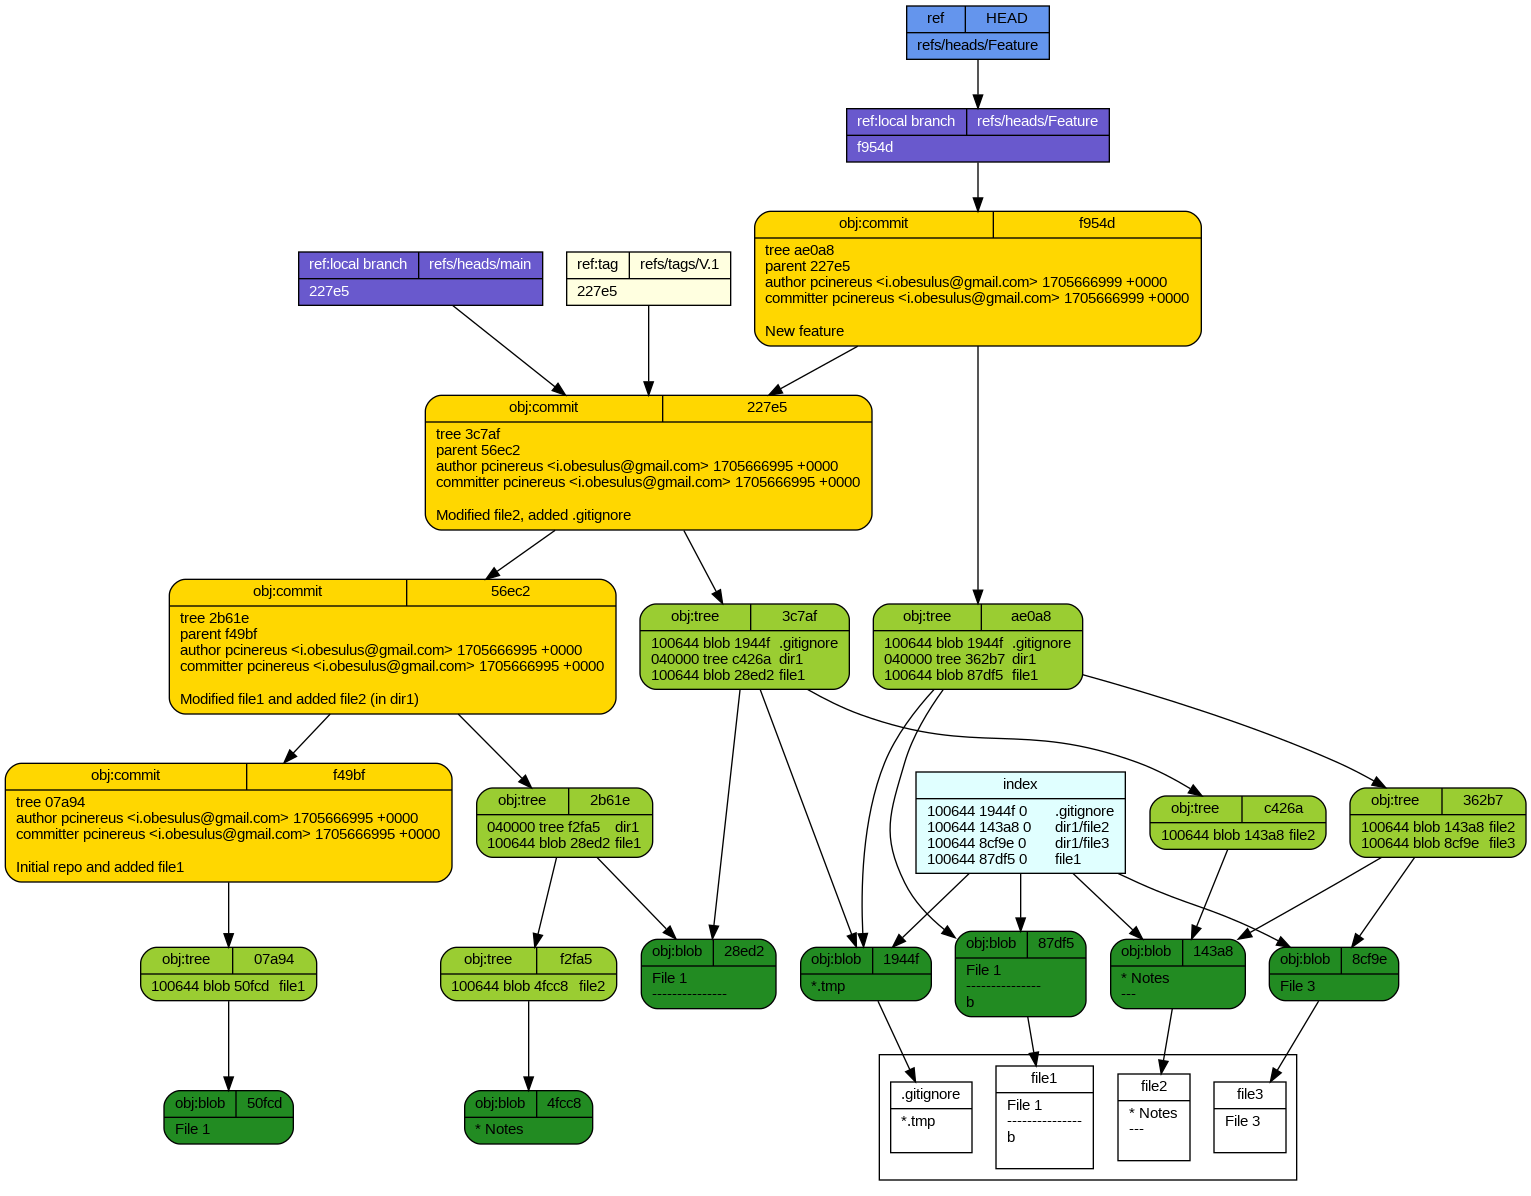 ref HEAD
refs/heads/Feature
ref:local branch refs/heads/Feature
f954d
obj:commit f954d
tree ae0a8
parent 227e5
author pcinereus <i.obesulus@gmail.com> 1705666999 +0000
committer pcinereus <i.obesulus@gmail.com> 1705666999 +0000
New feature
ref:local branch refs/heads/main
227e5
ref:tag refs/tags/V.1
227e5
obj:commit 227e5
tree 3c7af
parent 56ec2
author pcinereus <i.obesulus@gmail.com> 1705666995 +0000
committer pcinereus <i.obesulus@gmail.com> 1705666995 +0000
Modified file2, added .gitignore
obj:commit 56ec2
tree 2b61e
parent f49bf
author pcinereus <i.obesulus@gmail.com> 1705666995 +0000
committer pcinereus <i.obesulus@gmail.com> 1705666995 +0000
Modified file1 and added file2 (in dir1)
obj:tree 3c7af
100644 blob 1944f .gitignore
040000 tree c426a dir1
100644 blob 28ed2 file1
obj:tree ae0a8
100644 blob 1944f .gitignore
040000 tree 362b7 dir1
100644 blob 87df5 file1
obj:commit f49bf
tree 07a94
author pcinereus <i.obesulus@gmail.com> 1705666995 +0000
committer pcinereus <i.obesulus@gmail.com> 1705666995 +0000
Initial repo and added file1
obj:tree 2b61e
040000 tree f2fa5 dir1
100644 blob 28ed2 file1
index
100644 1944f 0 .gitignore
100644 143a8 0 dir1/file2
100644 8cf9e 0 dir1/file3
100644 87df5 0 file1
obj:tree c426a
100644 blob 143a8 file2
obj:tree 362b7
100644 blob 143a8 file2
100644 blob 8cf9e file3
obj:tree 07a94
100644 blob 50fcd file1
obj:tree f2fa5
100644 blob 4fcc8 file2
obj:blob 28ed2
File 1
---------------
obj:blob 1944f
*.tmp
obj:blob 87df5
File 1
---------------
b
obj:blob 143a8
* Notes
---
obj:blob 8cf9e
File 3
obj:blob 50fcd
File 1
obj:blob 4fcc8
* Notes
.gitignore
*.tmp
file1
File 1
---------------
b
file2
* Notes
---
file3
File 3